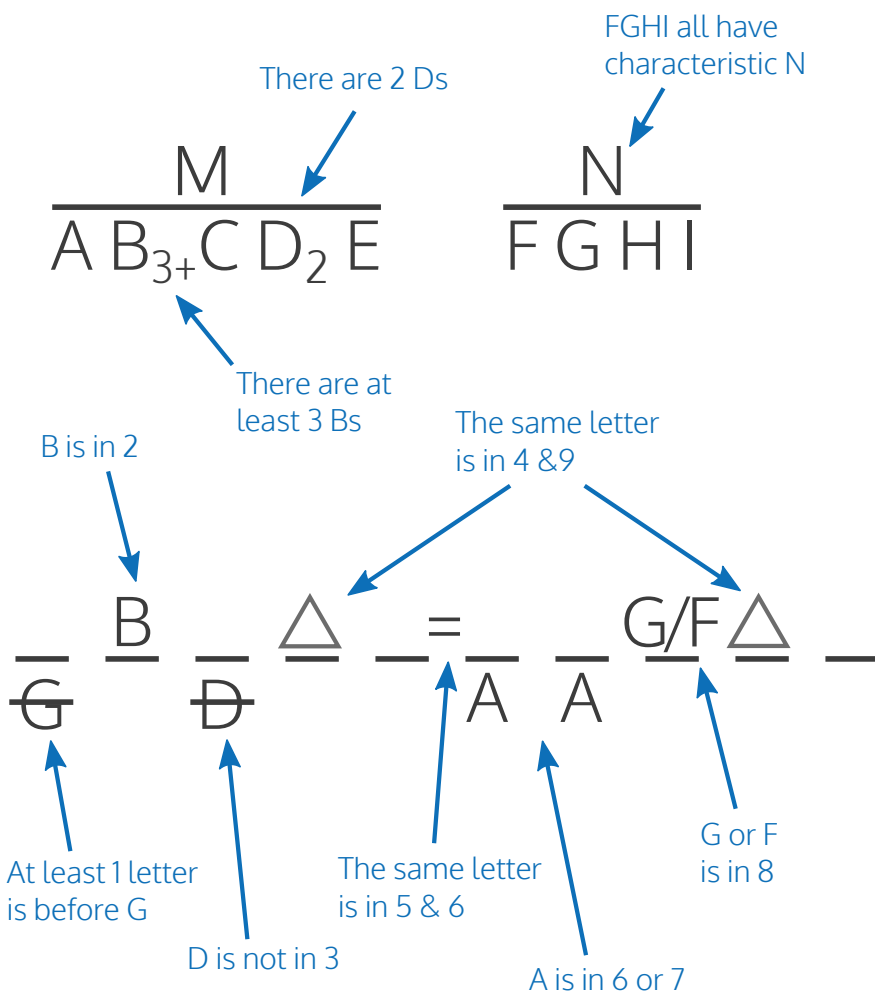 FGHI all have
characteristic N
There are 2 Ds
M
N
A B3+ C D2 E
F G H I
There are at
least 3 Bs
The same letter
is in 4 &9
B is in 2
B △ = G/F △
G D A A
At least 1 letter
is before G
The same letter
is in 5 & 6
G or F
is in 8
D is not in 3
A is in 6 or 7